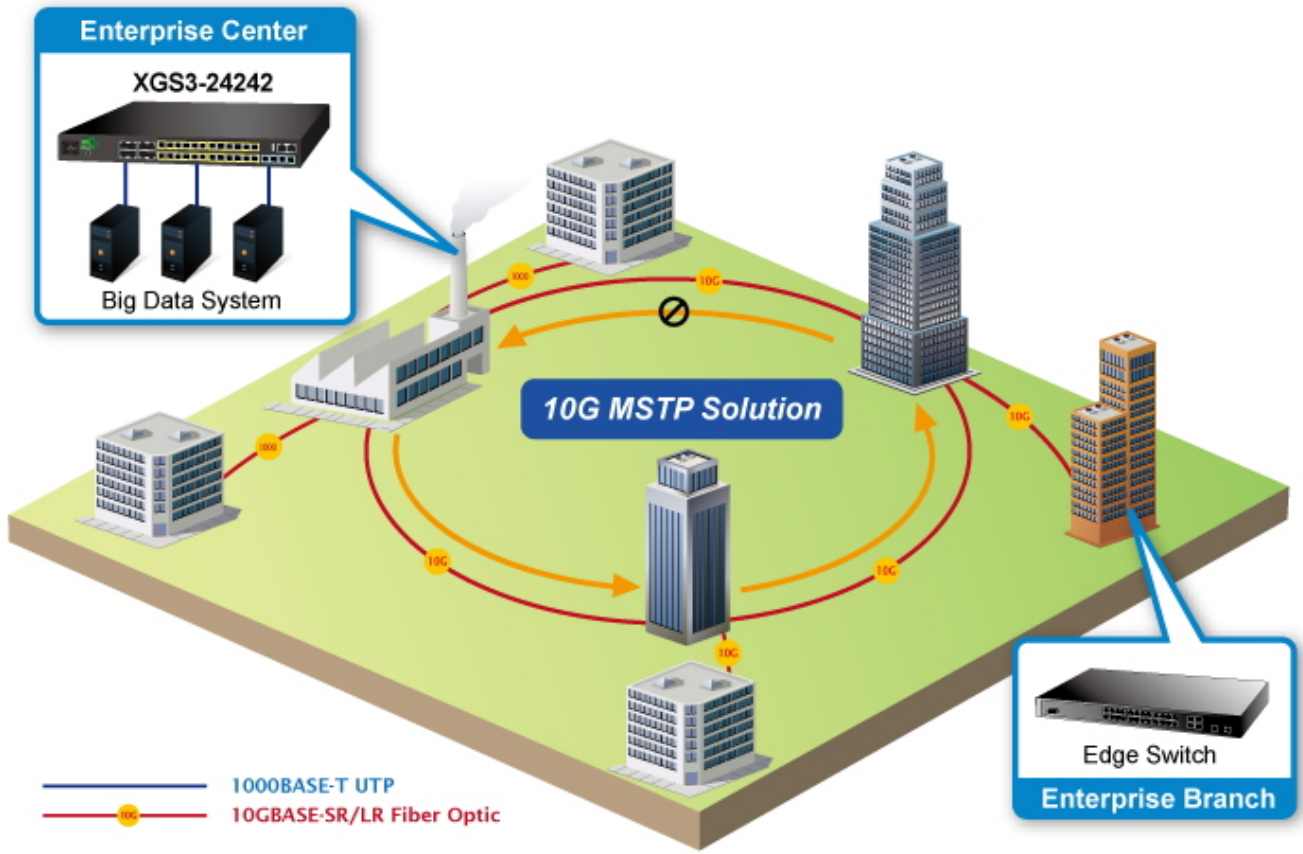 Enterprise Center
XGS3-24242
Big Data System
1000
10G
10G MSTP Solution
10G
1000
10G
10G
10G
Edge Switch
Enterprise Branch
1000BASE-T UTP
10G
10GBASE-SR/LR Fiber Optic